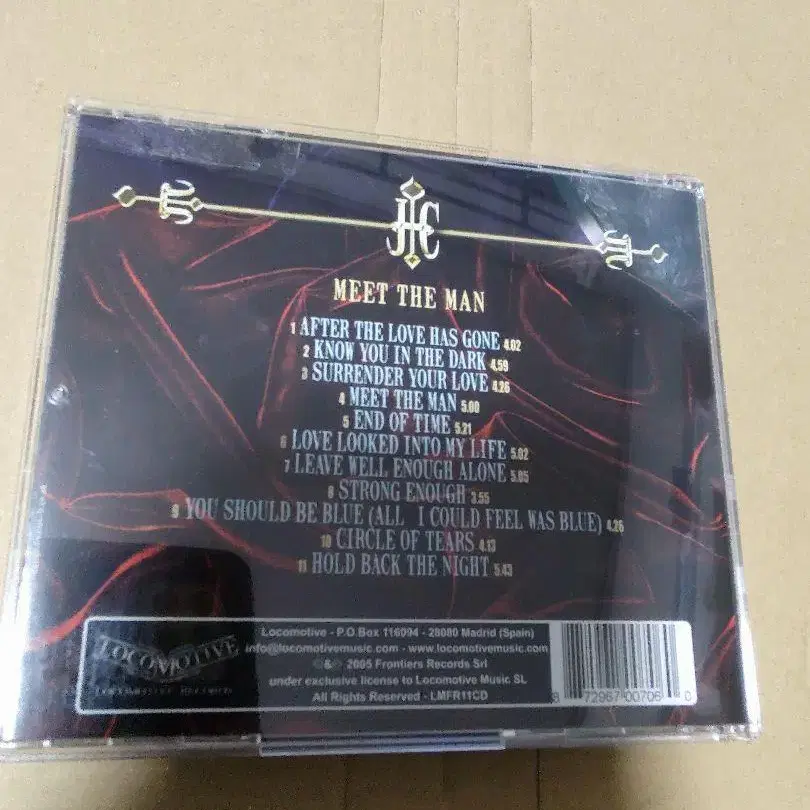 JHC
MEET THE MAN
1 AFTER THE LOVE HAS GONE 4.02
2 KNOW YOU IN THE DARK 4.59
3 SURRENDER YOUR LOVE 4.26
4 MEET THE MAN 5.00
5 END OF TIME 5.21
6 LOVE LOOKED INTO MY LIFE 5.02
7 LEAVE WELL ENOUGH ALONE 5.05
8 STRONG ENOUGH 3.55
9 YOU SHOULD BE BLUE (ALL I COULD FEEL WAS BLUE) 4.26
10 CIRCLE OF TEARS 4.13
11 HOLD BACK THE NIGHT 5.43
LOCOMOTIVE
Locomotive - P.O.Box 116094 - 28080 Madrid (Spain)
info@locomotivemusic.com - www.locomotivemusic.com
©&℗ 2005 Frontiers Records Srl
under exclusive license to Locomotive Music SL
All Rights Reserved - LMFR11CD
8 72967 00706 0